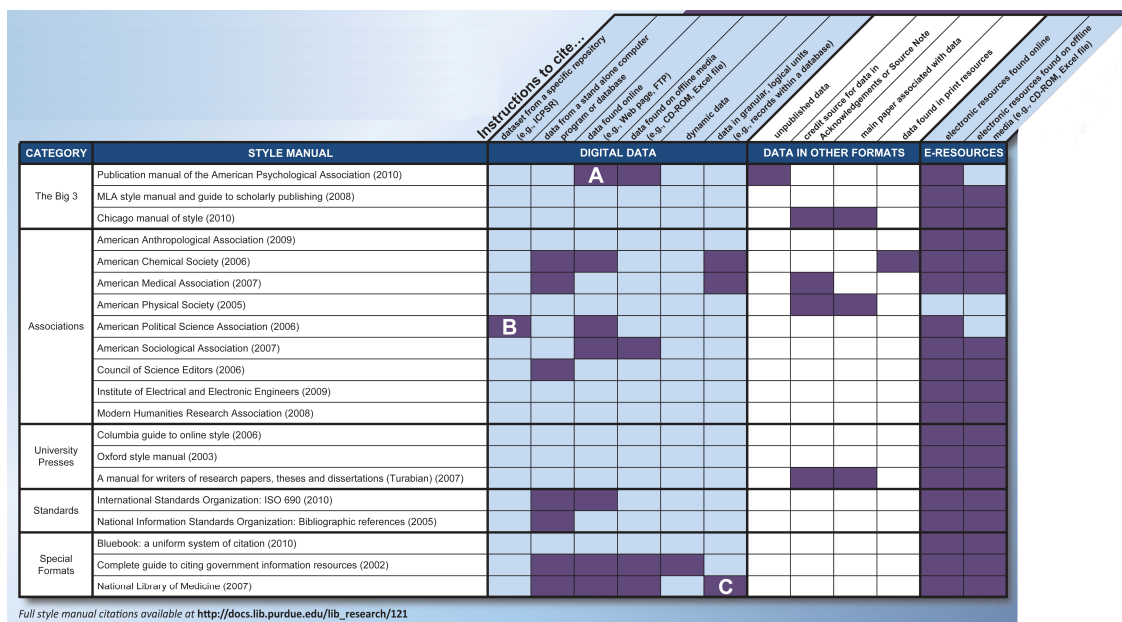 Instructions to cite...
dataset from a specific repository
(e.g., ICPSR)
data from a stand alone computer
program or database
data found online
(e.g., Web page, FTP)
data found on offline media
(e.g., CD-ROM, Excel file)
dynamic data
data in granular, logical units
(e.g., records within a database)
unpublished data
credit source for data in
Acknowledgements or Source Note
main paper associated with data
data found in print resources
electronic resources found online
electronic resources found on offline
media (e.g., CD-ROM, Excel file)
CATEGORY STYLE MANUAL DIGITAL DATA DATA IN OTHER FORMATS E-RESOURCES
The Big 3
Publication manual of the American Psychological Association (2010) A
MLA style manual and guide to scholarly publishing (2008)
Chicago manual of style (2010)
Associations
American Anthropological Association (2009)
American Chemical Society (2006)
American Medical Association (2007)
American Physical Society (2005)
American Political Science Association (2006) B
American Sociological Association (2007)
Council of Science Editors (2006)
Institute of Electrical and Electronic Engineers (2009)
Modern Humanities Research Association (2008)
University
Presses
Columbia guide to online style (2006)
Oxford style manual (2003)
A manual for writers of research papers, theses and dissertations (Turabian) (2007)
Standards
International Standards Organization: ISO 690 (2010)
National Information Standards Organization: Bibliographic references (2005)
Special
Formats
Bluebook: a uniform system of citation (2010)
Complete guide to citing government information resources (2002)
National Library of Medicine (2007) C
Full style manual citations available at http://docs.lib.purdue.edu/lib_research/121